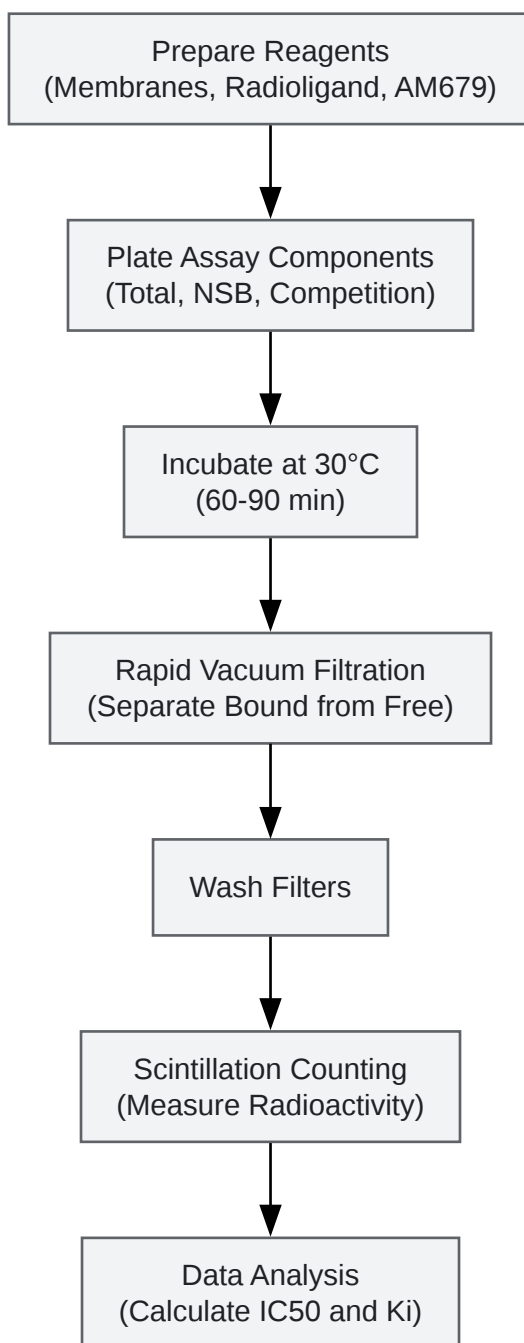 Prepare Reagents
(Membranes, Radioligand, AM679)
Plate Assay Components
(Total, NSB, Competition)
Incubate at 30°C
(60-90 min)
Rapid Vacuum Filtration
(Separate Bound from Free)
Wash Filters
Scintillation Counting
(Measure Radioactivity)
Data Analysis
(Calculate IC50 and Ki)